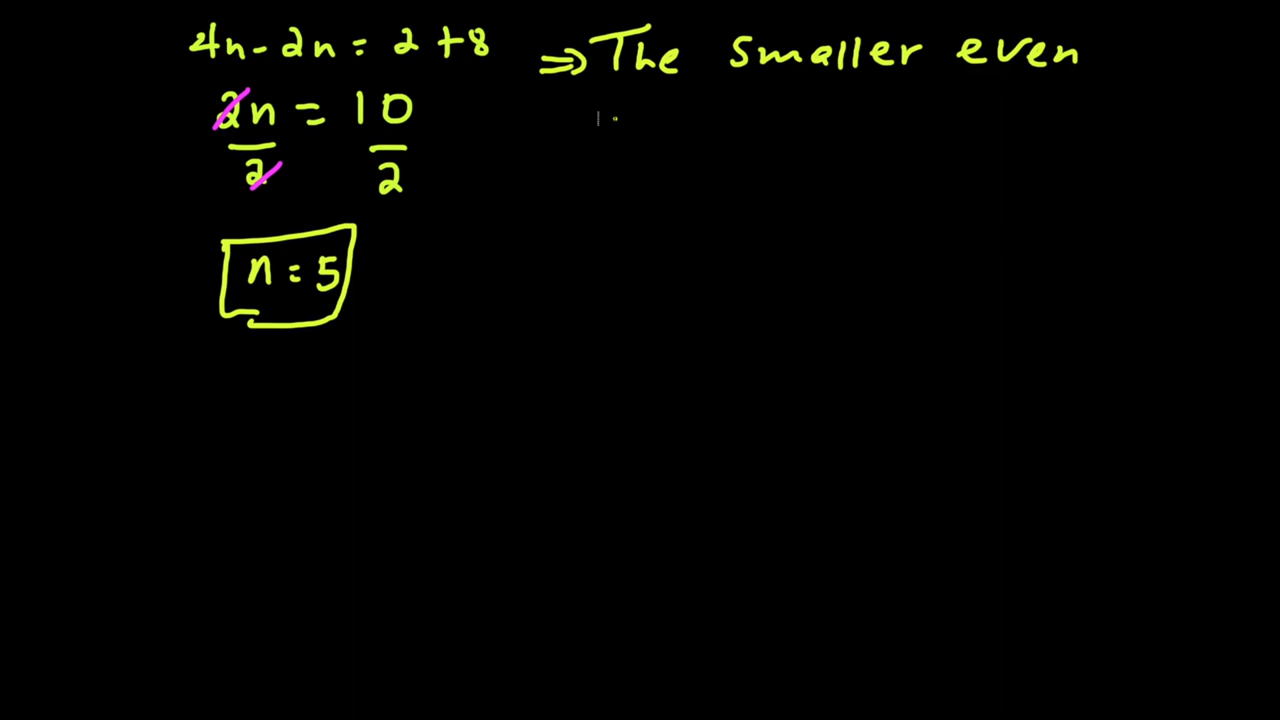 4n - 2n = 2 + 8
2n = 10
2 2
n = 5
⇒ The smaller even